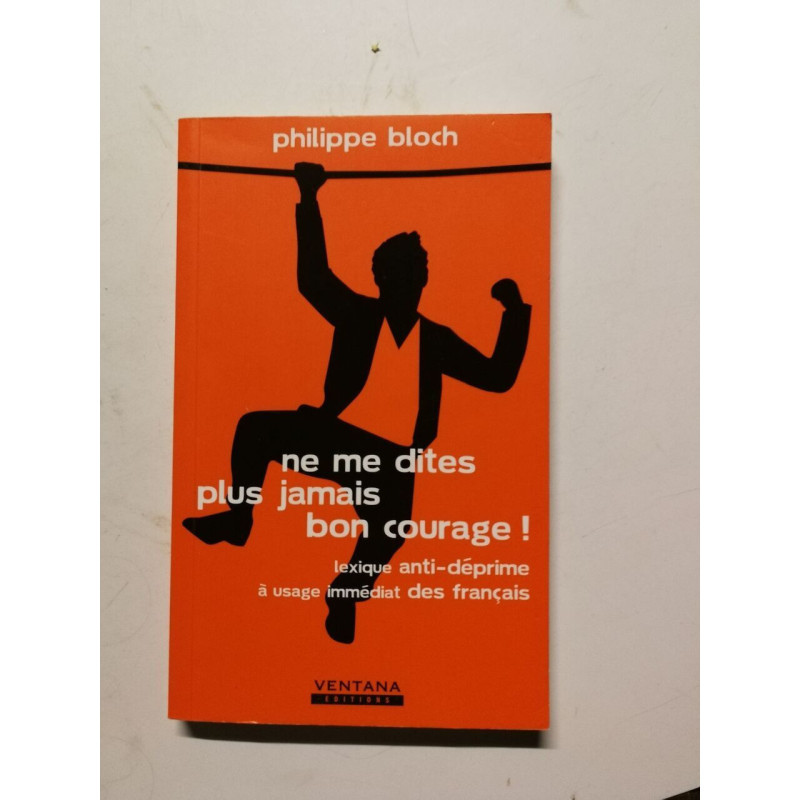 philippe bloch
ne me dites
plus jamais
bon courage !
lexique anti-déprime
à usage immédiat des français
VENTANA
EDITIONS